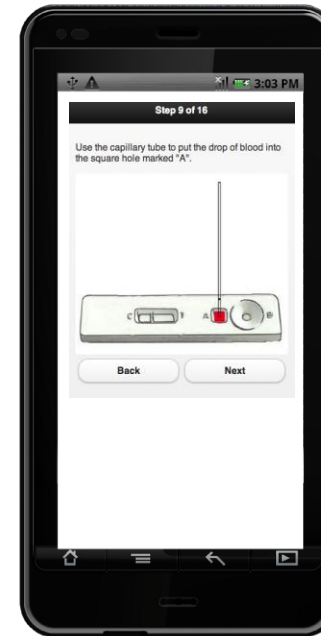 3:03 PM
Step 9 of 16
Use the capillary tube to put the drop of blood into
the square hole marked "A".
C T A B
Back Next